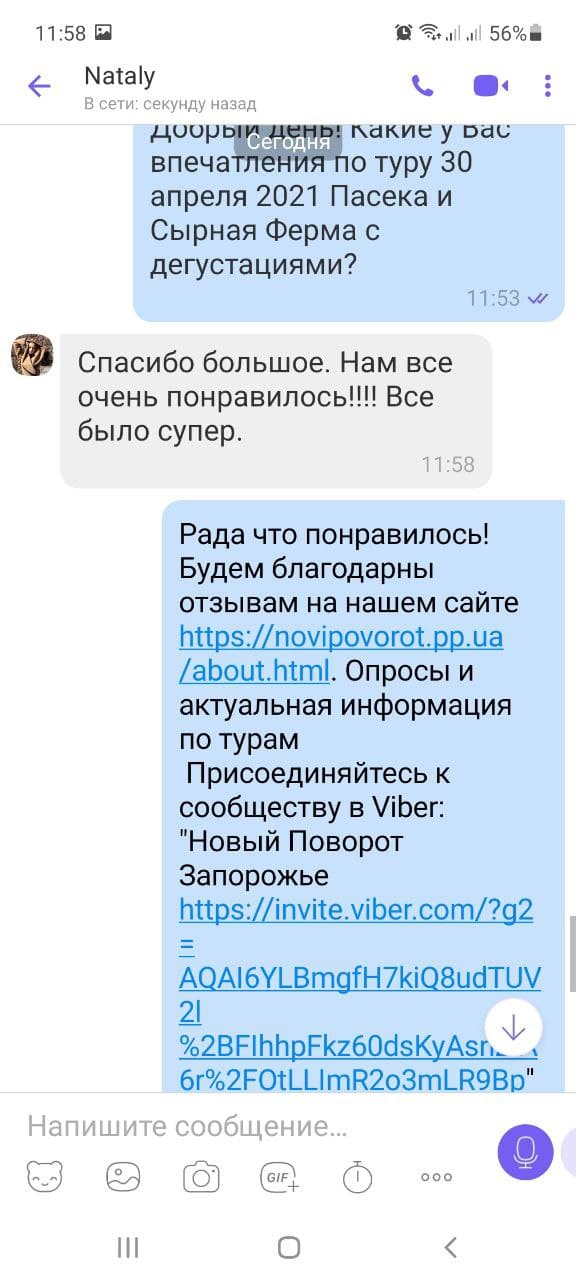 11:58
56%
Nataly
В сети: секунду назад
Добрый день! Какие у Вас
Сегодня
впечатления по туру 30
апреля 2021 Пасека и
Сырная Ферма с
дегустациями?
11:53
Спасибо большое. Нам все
очень понравилось!!!! Все
было супер.
11:58
Рада что понравилось!
Будем благодарны
отзывам на нашем сайте
https://novipovorot.pp.ua
/about.html. Опросы и
актуальная информация
по турам
Присоединяйтесь к
сообществу в Viber:
"Новый Поворот
Запорожье
https://invite.viber.com/?g2
=
AQAI6YLBmgfH7kiQ8udTUV
2l
6r%2FOtLLImR2o3mLR9Bp"
Напишите сообщение...
GIF